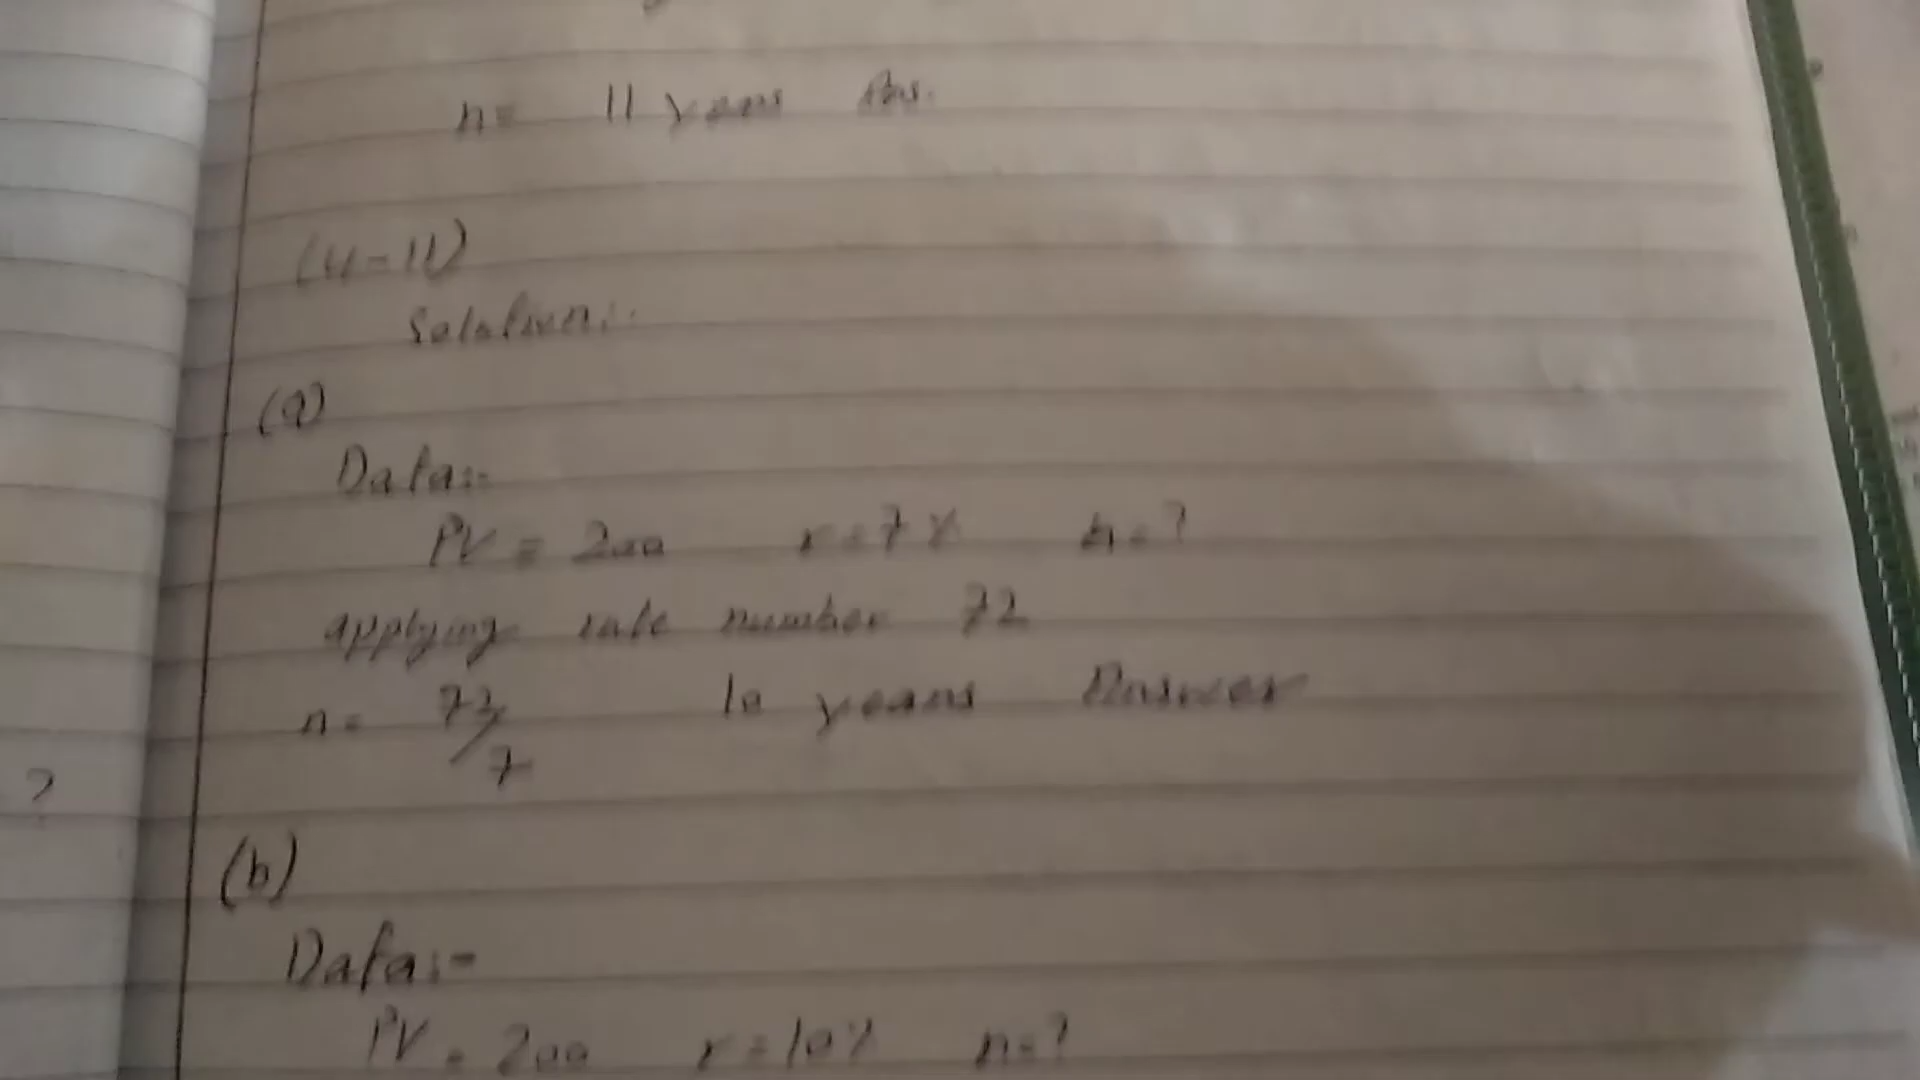 n= 11 years Ans.
(4-11)
Solution:.
(a)
Data:-
PV = 200 r=7% n=?
applying rule number 72
n= 72/7 10 years Answer
?
(b)
Data:-
PV = 200 r=10% n=?